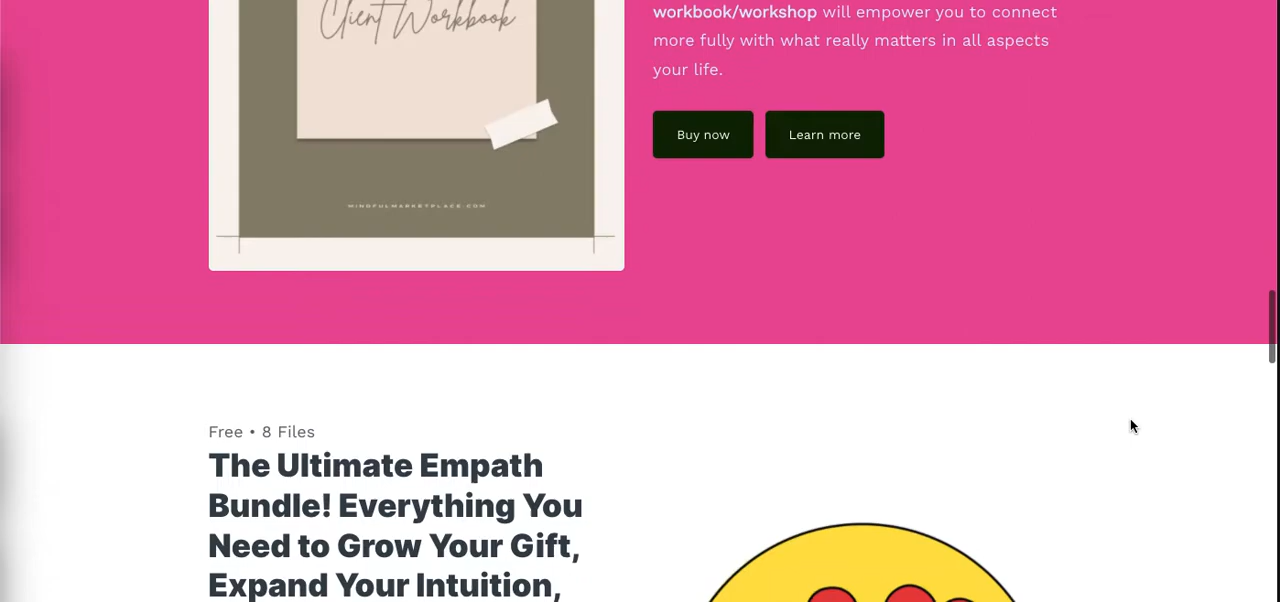 Client Workbook
MINDFULMARKETPLACE.COM
workbook/workshop will empower you to connect
more fully with what really matters in all aspects
your life.
Buy now
Learn more
Free • 8 Files
The Ultimate Empath
Bundle! Everything You
Need to Grow Your Gift,
Expand Your Intuition,